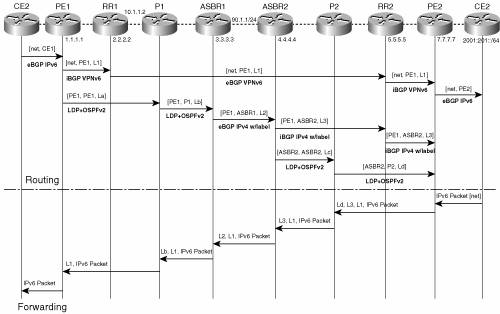 CE2 PE1 RR1 P1 ASBR1 ASBR2 P2 RR2 PE2 CE2
10.1.1.2
90.1.1/24
1.1.1.1 2.2.2.2 3.3.3.3 4.4.4.4 5.5.5.5 7.7.7.7 2001:201::/64
[net, CE1]
eBGP IPv6
[net, PE1, L1]
iBGP VPNv6
[net, PE1, L1]
eBGP VPNv6
[net, PE1, L1]
iBGP VPNv6
[net, PE2]
eBGP IPv6
[PE1, PE1, La]
LDP+OSPFv2
[PE1, P1, Lb]
LDP+OSPFv2
[PE1, ASBR1, L2]
eBGP IPv4 w/label
[PE1, ASBR2, L3]
iBGP IPv4 w/label
[PE1, ASBR2, L3]
iBGP IPv4 w/label
[ASBR2, ASBR2, Lc]
LDP+OSPFv2
[ASBR2, P2, Ld]
LDP+OSPFv2
Routing
IPv6 Packet [net]
Ld, L3, L1, IPv6 Packet
L3, L1, IPv6 Packet
L2, L1, IPv6 Packet
Lb, L1, IPv6 Packet
L1, IPv6 Packet
IPv6 Packet
Forwarding